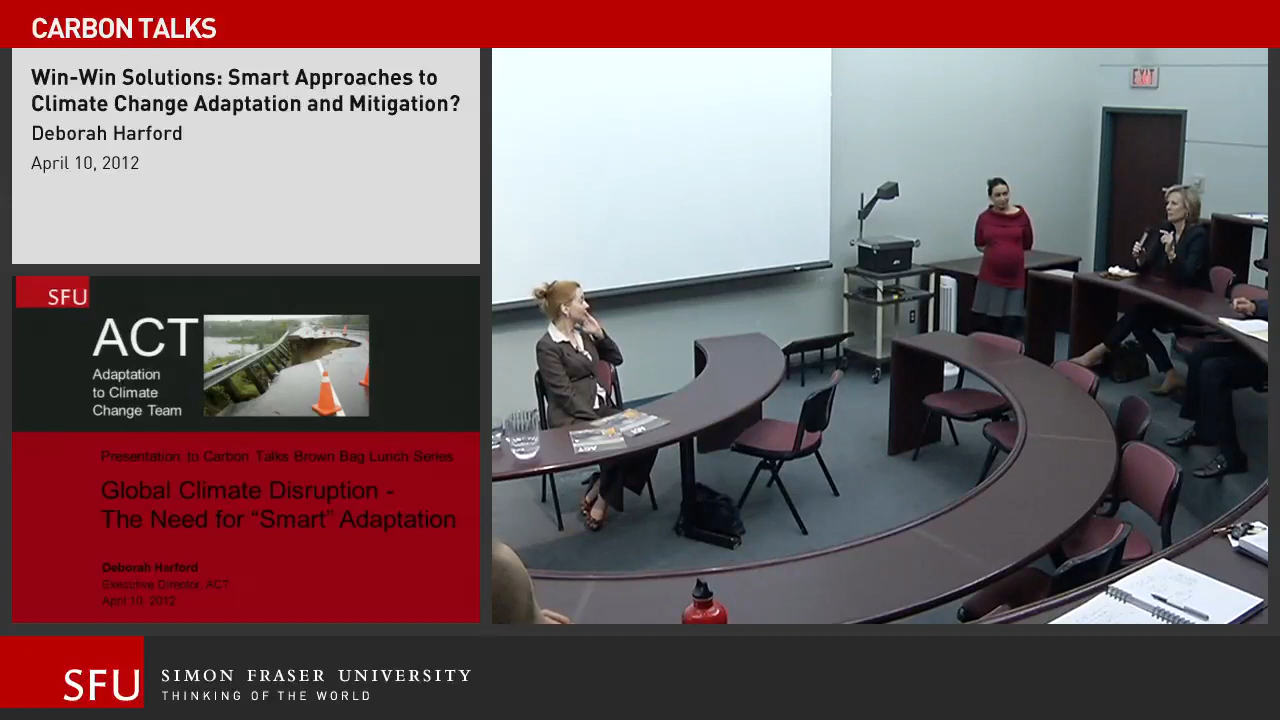 CARBON TALKS
Win-Win Solutions: Smart Approaches to
Climate Change Adaptation and Mitigation?
Deborah Harford
April 10, 2012
EXIT
SFU
ACT
Adaptation
to Climate
Change Team
Presentation to Carbon Talks Brown Bag Lunch Series
Global Climate Disruption -
The Need for “Smart” Adaptation
Deborah Harford
Executive Director, ACT
April 10, 2012
ACT
SFU
SIMON FRASER UNIVERSITY
THINKING OF THE WORLD